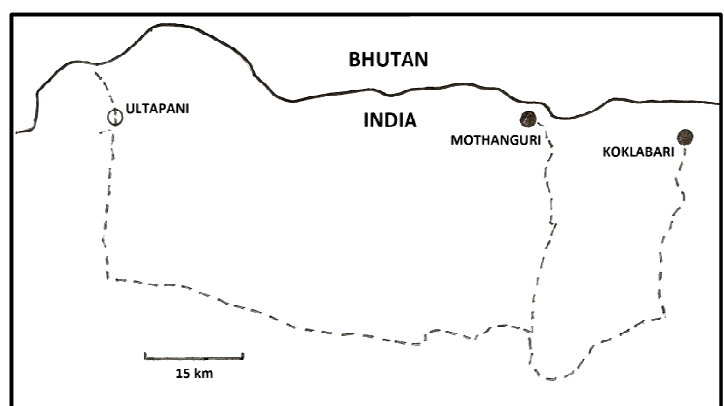 BHUTAN
ULTAPANI
INDIA
MOTHANGURI
KOKLABARI
15 km